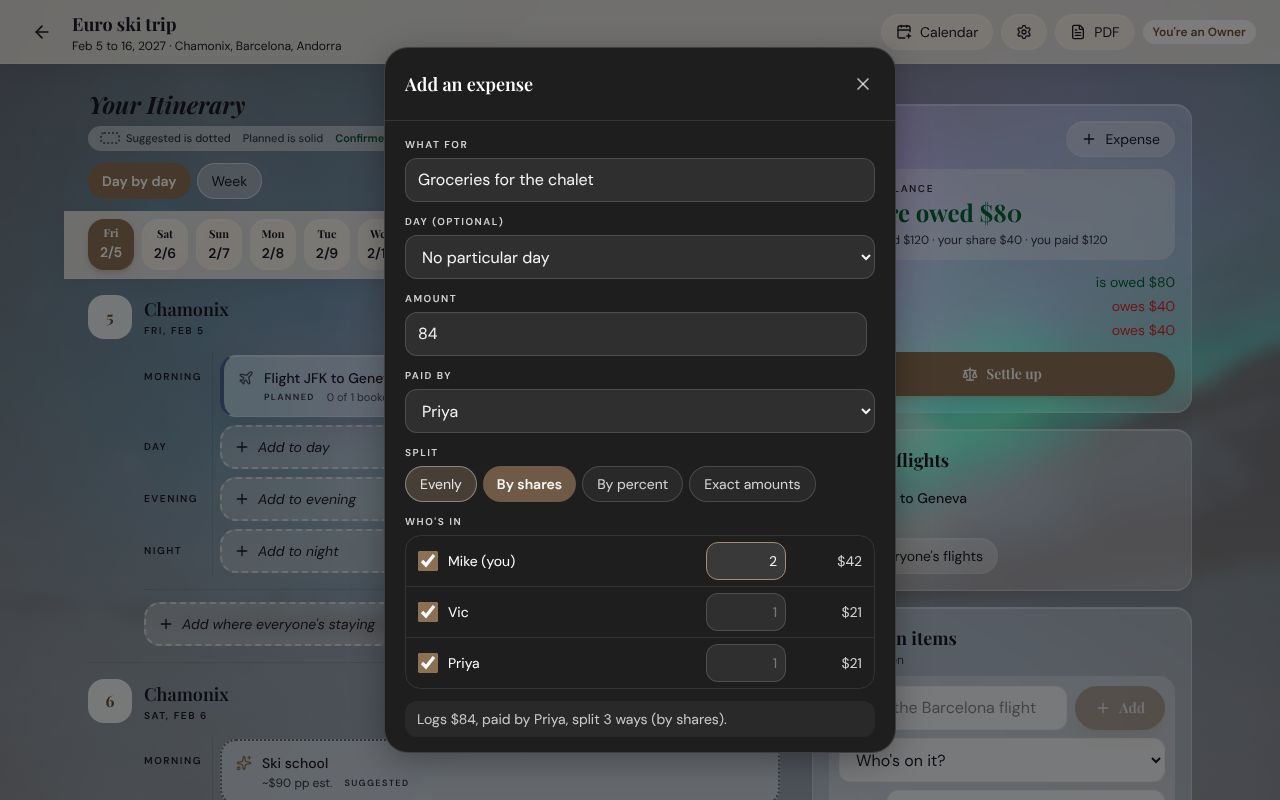 Euro ski trip
Feb 5 to 16, 2027 · Chamonix, Barcelona, Andorra
Calendar
PDF
You're an Owner
Your Itinerary
Suggested is dotted
Planned is solid
Day by day
Week
Fri
2/5
Sat
2/6
Sun
2/7
Mon
2/8
Tue
2/9
5
Chamonix
FRI, FEB 5
MORNING
Flight JFK to
PLANNED
0 of 1
DAY
Add to day
EVENING
Add to evening
NIGHT
Add to night
Add where everyone's staying
6
Chamonix
SAT, FEB 6
MORNING
Ski school
~$90 pp est.
SUGGESTED
Add an expense
WHAT FOR
Groceries for the chalet
DAY (OPTIONAL)
No particular day
AMOUNT
84
PAID BY
Priya
SPLIT
Evenly
By shares
By percent
Exact amounts
WHO'S IN
Mike (you)
2
$42
Vic
1
$21
Priya
1
$21
Logs $84, paid by Priya, split 3 ways (by shares).
Expense
owed $80
$120 · your share $40 · you paid $120
is owed $80
owes $40
owes $40
Settle up
flights
to Geneva
flights
items
the Barcelona flight
Add
Who's on it?